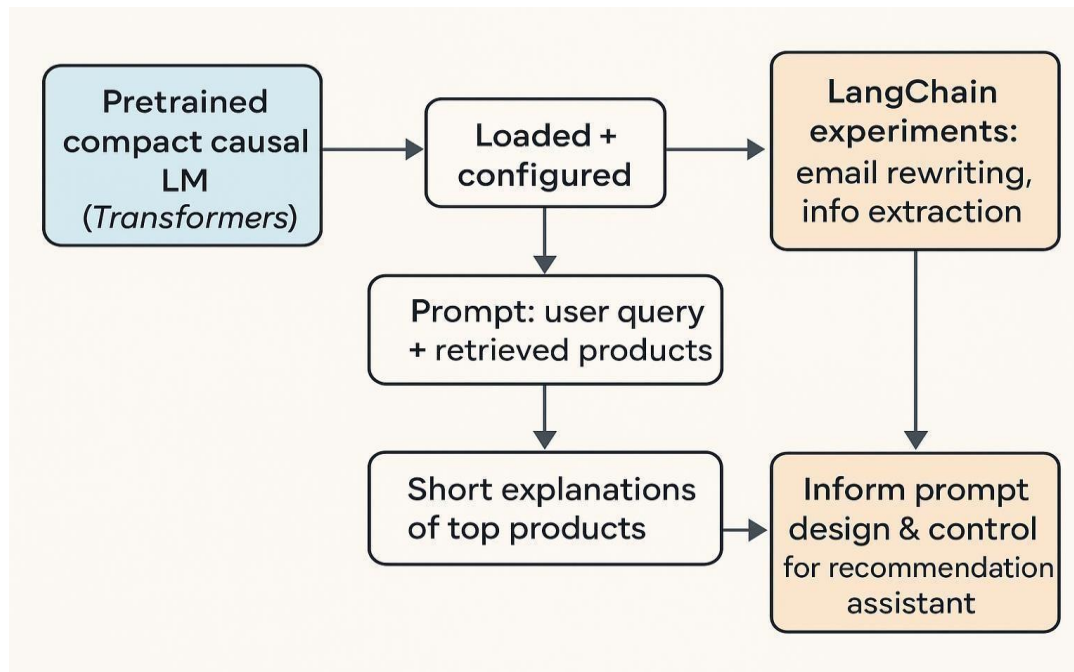 Pretrained
compact causal
LM
(Transformers)
Loaded +
configured
LangChain
experiments:
email rewriting,
info extraction
Prompt: user query
+ retrieved products
Short explanations
of top products
Inform prompt
design & control
for recommendation
assistant